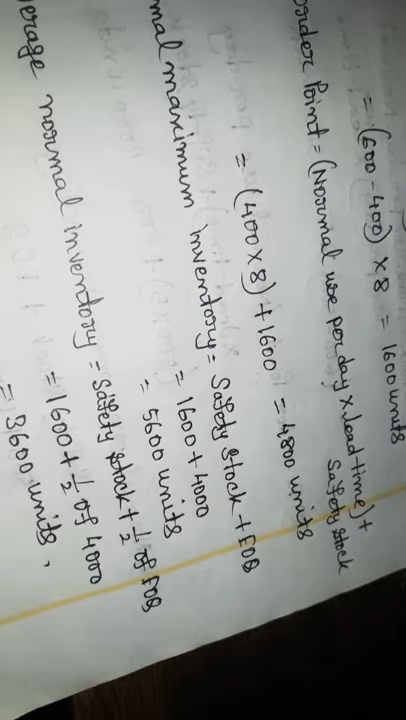 = (600 - 400) × 8 = 1600 units
order Point = (Normal use per day × lead time) +
Safety stock
= (400 × 8) + 1600 = 4800 units
mal maximum inventory = Safety stock + EOQ
= 1600 + 4000
= 5600 units
erage normal inventory = Safety stock + 1/2 of EOQ
= 1600 + 1/2 of 4000
= 3600 units,